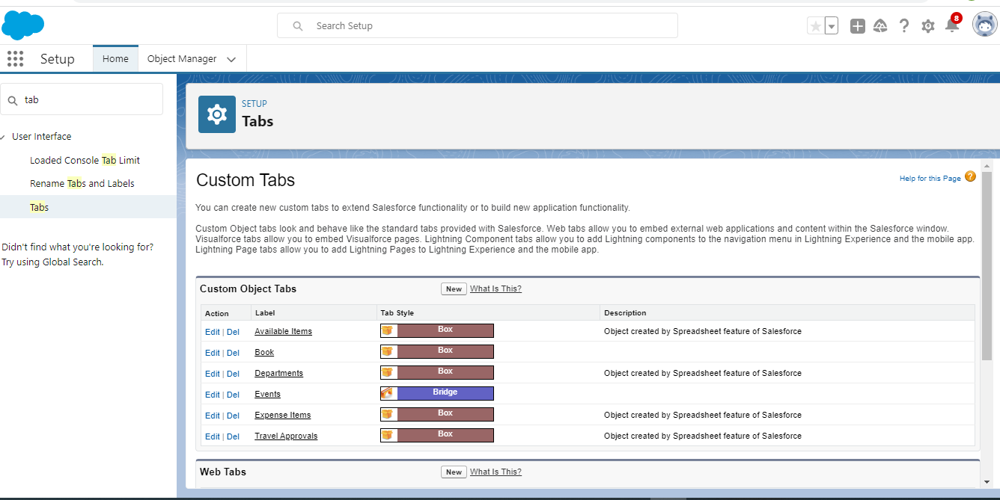 Search Setup
8
Setup
Home
Object Manager
tab
SETUP
Tabs
User Interface
Loaded Console Tab Limit
Rename Tabs and Labels
Tabs
Didn't find what you're looking for?
Try using Global Search.
Custom Tabs
Help for this Page ?
You can create new custom tabs to extend Salesforce functionality or to build new application functionality.
Custom Object tabs look and behave like the standard tabs provided with Salesforce. Web tabs allow you to embed external web applications and content within the Salesforce window.
Visualforce tabs allow you to embed Visualforce pages. Lightning Component tabs allow you to add Lightning components to the navigation menu in Lightning Experience and the mobile app.
Lightning Page tabs allow you to add Lightning Pages to Lightning Experience and the mobile app.
Custom Object Tabs New What Is This?
Action Label Tab Style Description
Edit | Del Available Items Box Object created by Spreadsheet feature of Salesforce
Edit | Del Book Box
Edit | Del Departments Box Object created by Spreadsheet feature of Salesforce
Edit | Del Events Bridge
Edit | Del Expense Items Box Object created by Spreadsheet feature of Salesforce
Edit | Del Travel Approvals Box Object created by Spreadsheet feature of Salesforce
Web Tabs New What Is This?